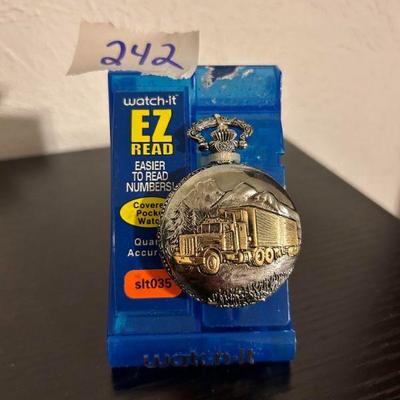 242
watch-it
EZ
READ
EASIER
TO READ
NUMBERS!
Covere
Pocke
Watc
Qua
Accur
slt035
watch-it